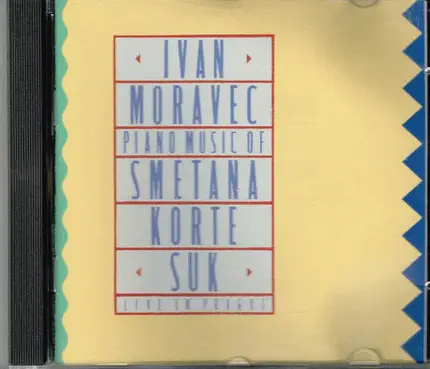 IVAN
MORAVEC
PIANO MUSIC OF
SMETANA
KORTE
SUK
LIVE IN PRAGUE